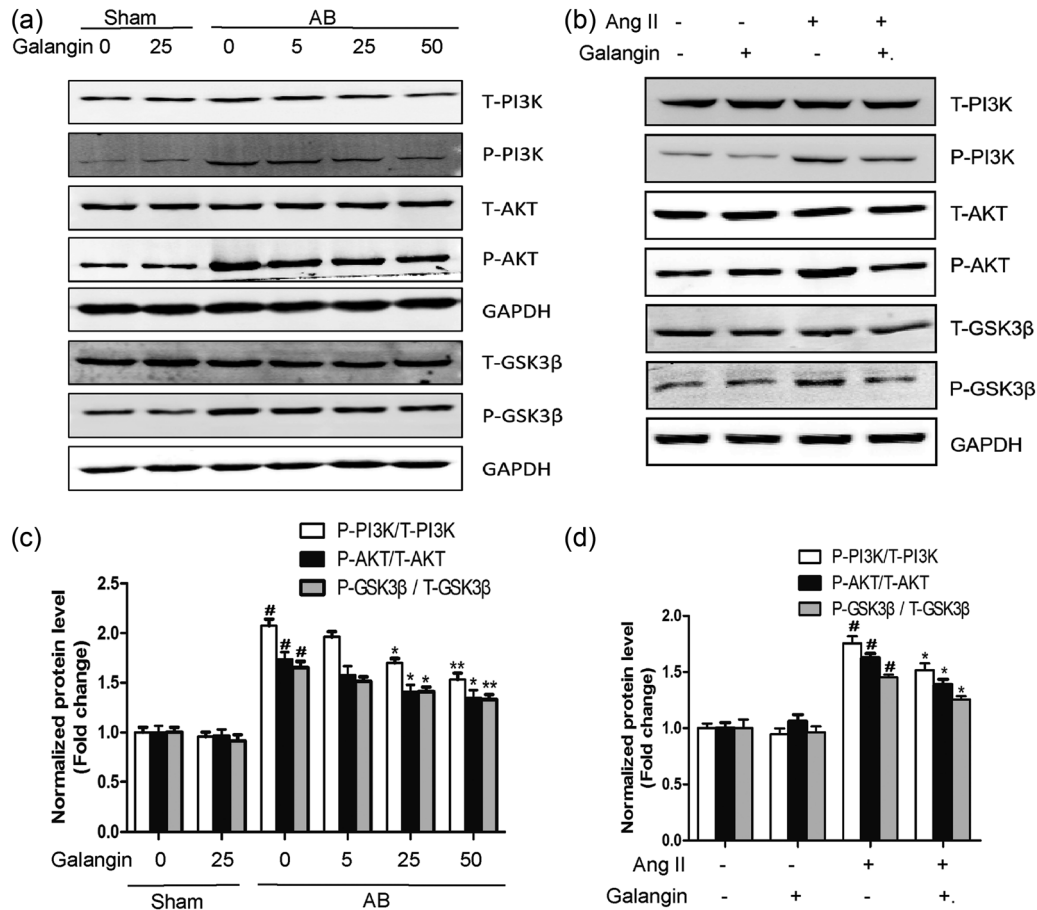 (a)
Sham
AB
Galangin 0 25 0 5 25 50
T-PI3K
P-PI3K
T-AKT
P-AKT
GAPDH
T-GSK3β
P-GSK3β
GAPDH
(b)
Ang II - - + +
Galangin - + - +.
T-PI3K
P-PI3K
T-AKT
P-AKT
T-GSK3β
P-GSK3β
GAPDH
(c)
P-PI3K/T-PI3K
P-AKT/T-AKT
P-GSK3β / T-GSK3β
Normalized protein level
(Fold change)
2.5
2.0
1.5
1.0
0.5
0.0
# # # * * * ** * **
Galangin 0 25 0 5 25 50
Sham
AB
(d)
P-PI3K/T-PI3K
P-AKT/T-AKT
P-GSK3β / T-GSK3β
Normalized protein level
(Fold change)
2.0
1.5
1.0
0.5
0.0
# # # * * *
Ang II - - + +
Galangin - + - +.